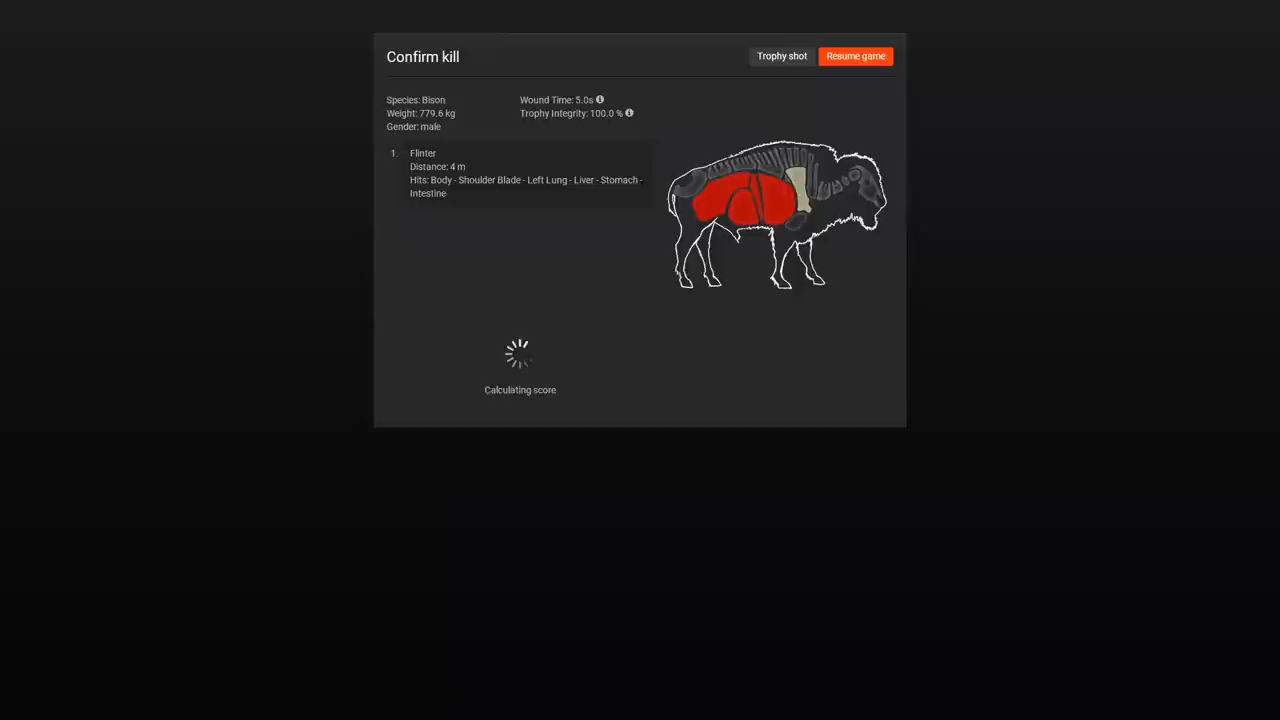 Confirm kill
Trophy shot
Resume game
Species: Bison
Weight: 779.6 kg
Gender: male
Wound Time: 5.0s
Trophy Integrity: 100.0 %
1. Flinter
Distance: 4 m
Hits: Body - Shoulder Blade - Left Lung - Liver - Stomach -
Intestine
Calculating score